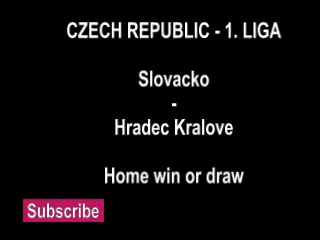 CZECH REPUBLIC - 1. LIGA
Slovacko
-
Hradec Kralove
Home win or draw
Subscribe